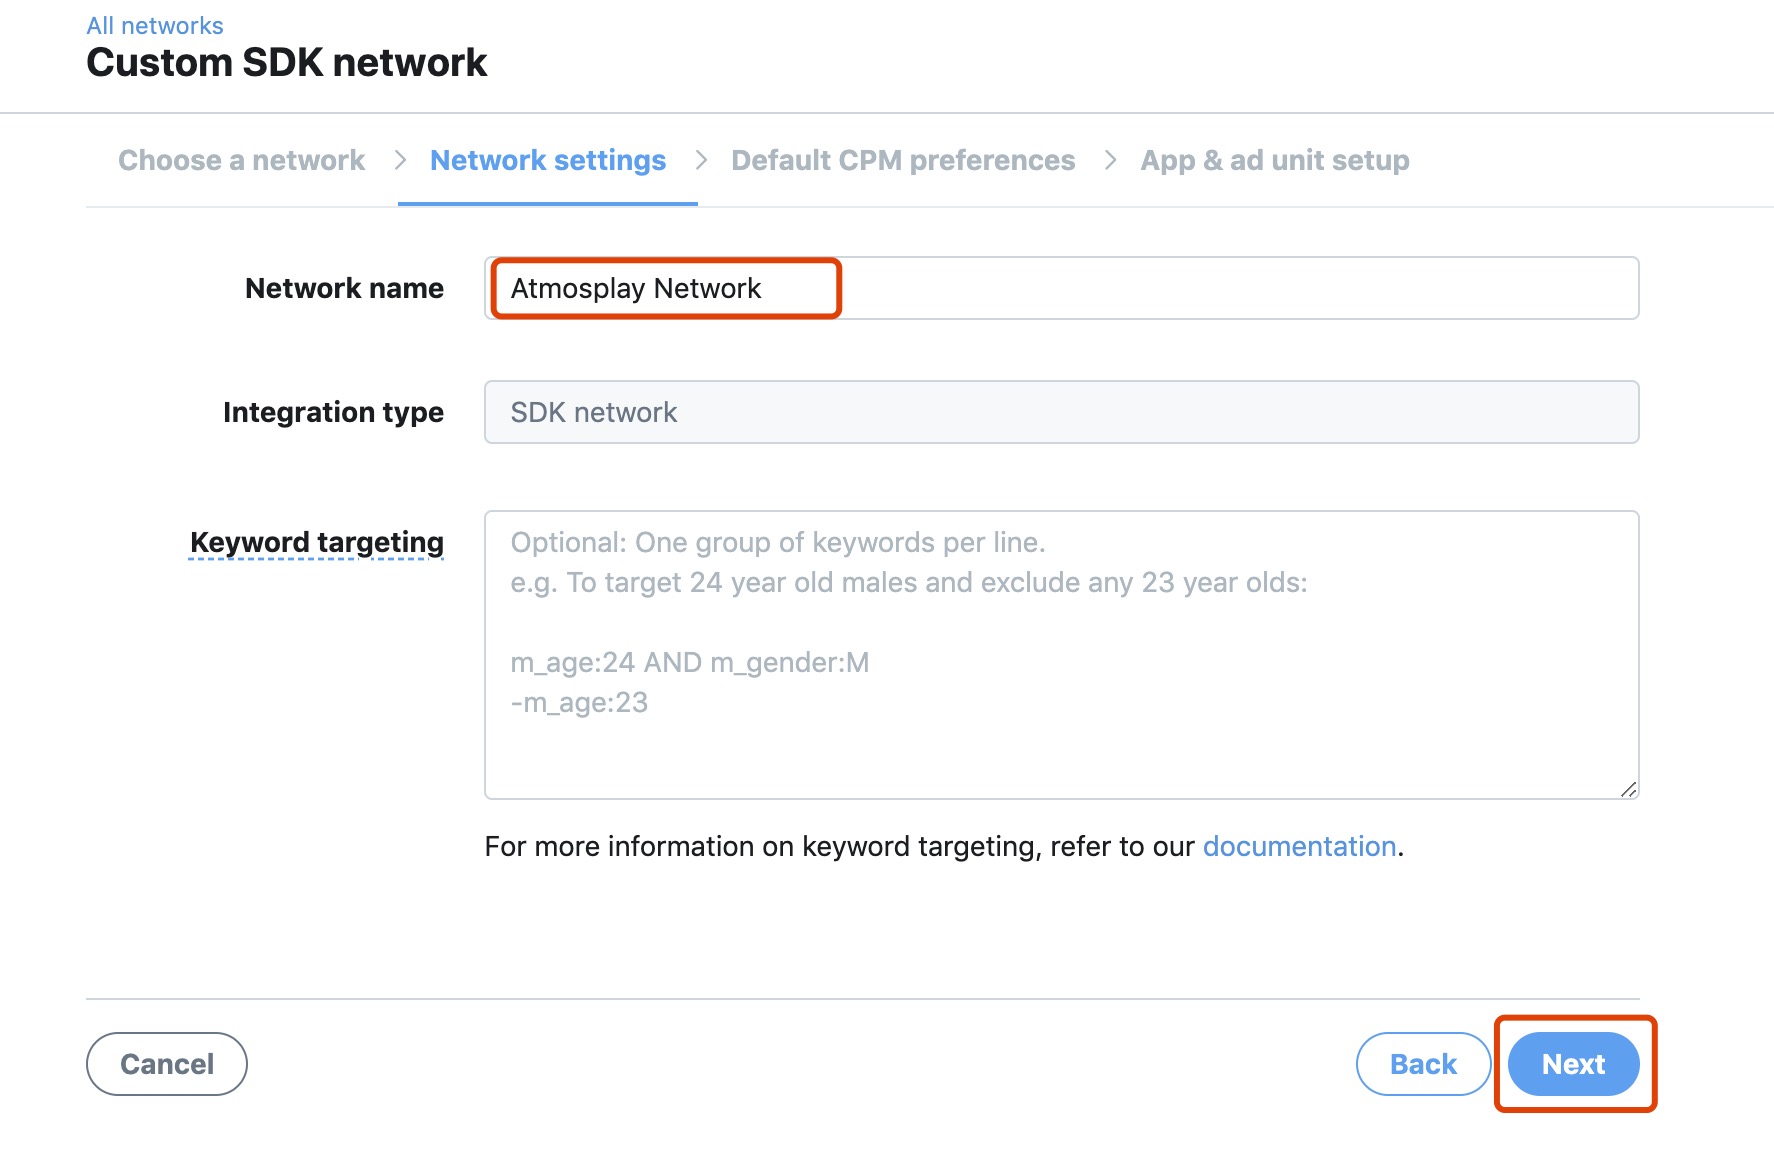 All networks
Custom SDK network
Choose a network > Network settings > Default CPM preferences > App & ad unit setup
Network name
Atmosplay Network
Integration type
SDK network
Keyword targeting
Optional: One group of keywords per line.
e.g. To target 24 year old males and exclude any 23 year olds:
m_age:24 AND m_gender:M
-m_age:23
For more information on keyword targeting, refer to our documentation.
Cancel
Back
Next